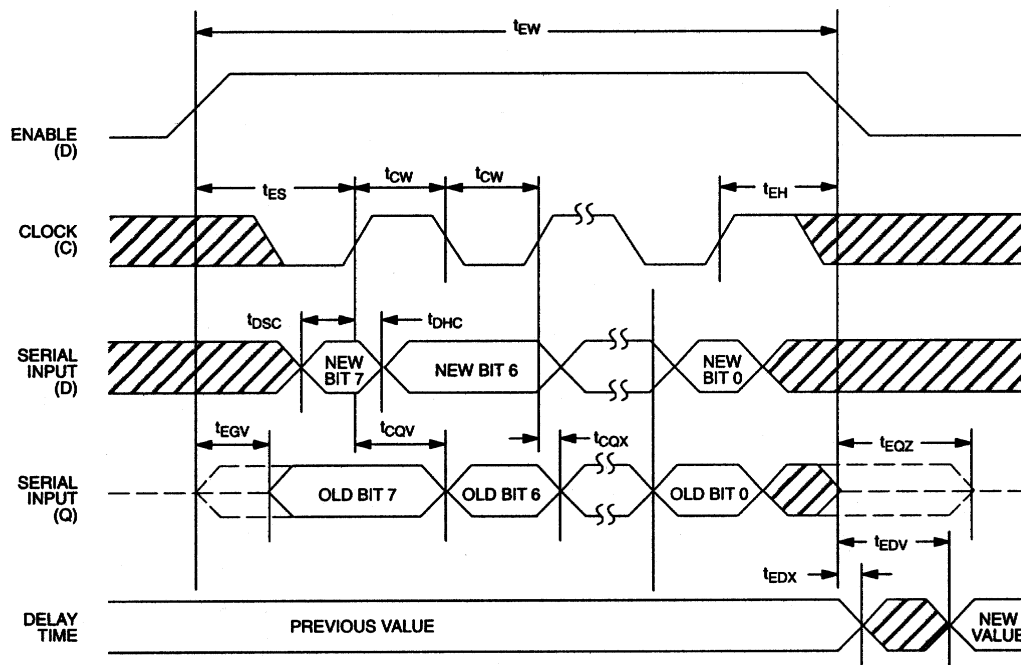 tEW
ENABLE
(D)
tES
tCW
tCW
tEH
CLOCK
(C)
tDSC
tDHC
SERIAL
INPUT
(D)
NEW
BIT 7
NEW BIT 6
NEW
BIT 0
tEGV
tCQV
tCQX
tEQZ
SERIAL
INPUT
(Q)
OLD BIT 7
OLD BIT 6
OLD BIT 0
tEDV
tEDX
DELAY
TIME
PREVIOUS VALUE
NEW
VALUE